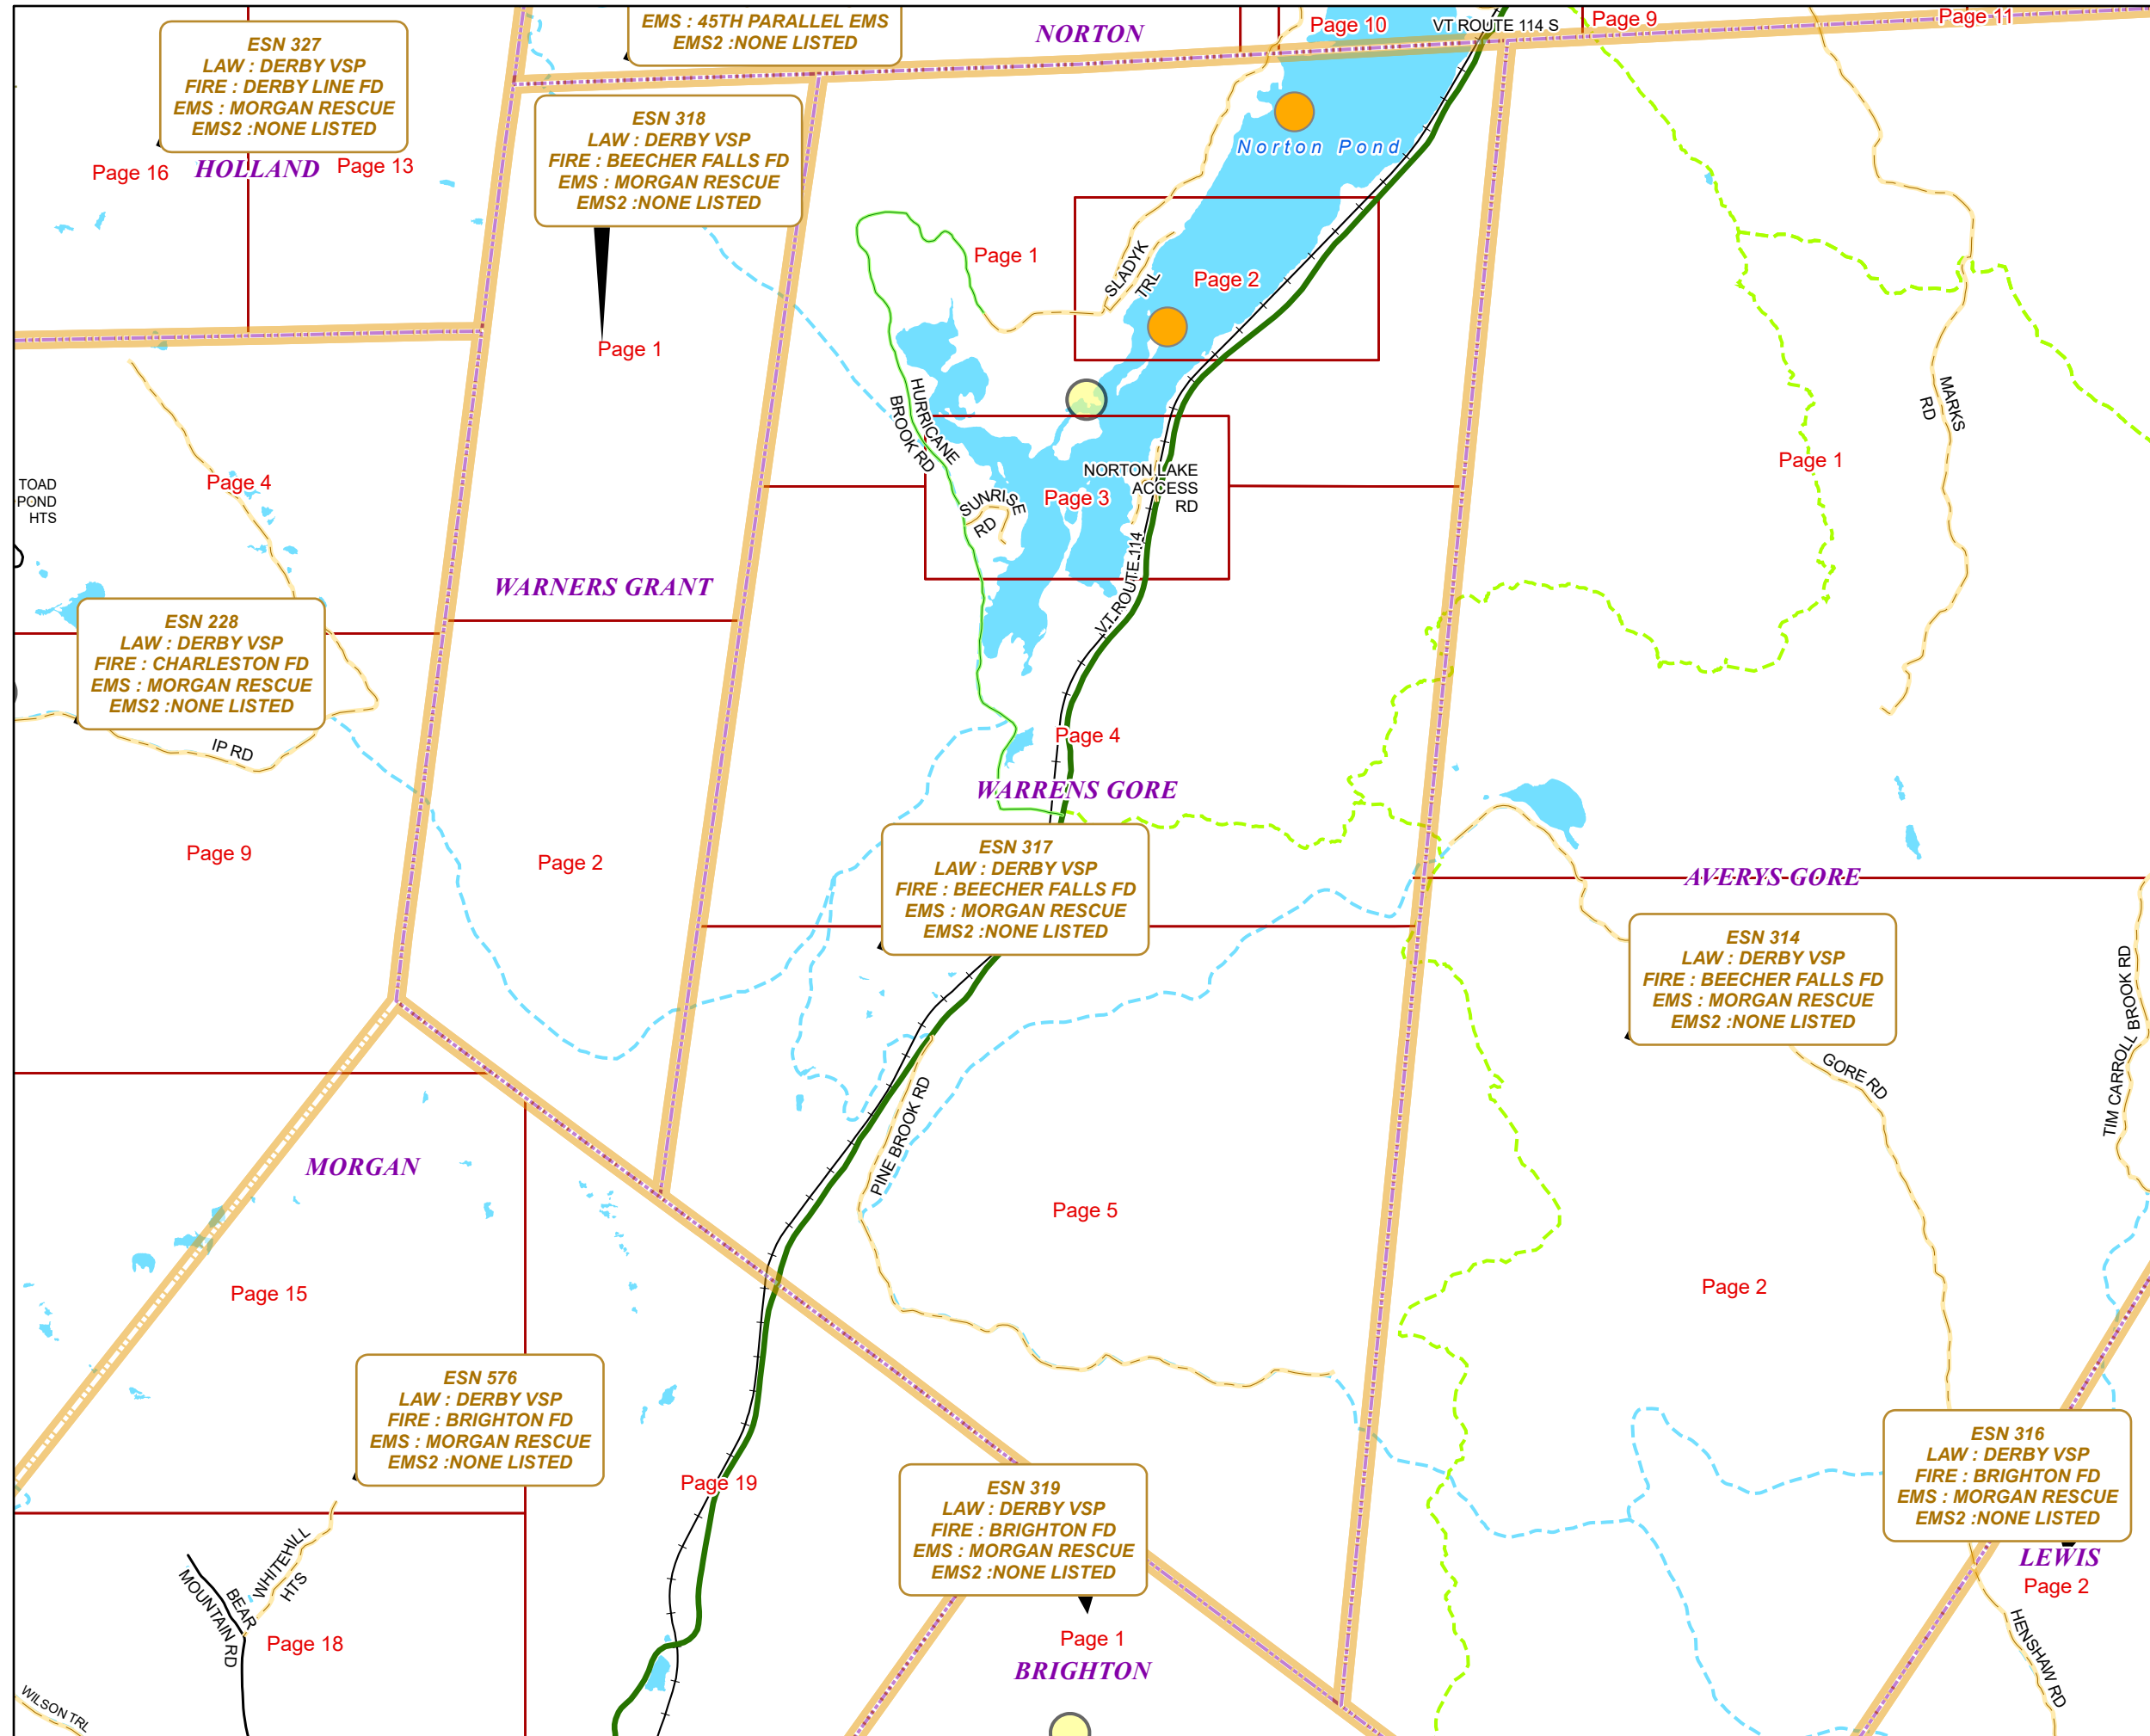 EMS : 45TH PARALLEL EMS
EMS2 :NONE LISTED
NORTON
Page 10
VT ROUTE 114 S
Page 9
Page 11
ESN 327
LAW : DERBY VSP
FIRE : DERBY LINE FD
EMS : MORGAN RESCUE
EMS2 :NONE LISTED
Page 16
HOLLAND
Page 13
ESN 318
LAW : DERBY VSP
FIRE : BEECHER FALLS FD
EMS : MORGAN RESCUE
EMS2 :NONE LISTED
Norton Pond
Page 1
SLADYK
TRL
Page 2
Page 1
HURRICANE
BROOK RD
MARKS
RD
Page 1
Page 4
TOAD
POND
HTS
NORTON LAKE
ACCESS
RD
Page 3
SUNRISE
RD
VT ROUTE 114
WARNERS GRANT
ESN 228
LAW : DERBY VSP
FIRE : CHARLESTON FD
EMS : MORGAN RESCUE
EMS2 :NONE LISTED
IP RD
Page 4
WARRENS GORE
Page 9
Page 2
ESN 317
LAW : DERBY VSP
FIRE : BEECHER FALLS FD
EMS : MORGAN RESCUE
EMS2 :NONE LISTED
AVERYS GORE
ESN 314
LAW : DERBY VSP
FIRE : BEECHER FALLS FD
EMS : MORGAN RESCUE
EMS2 :NONE LISTED
TIM CARROLL BROOK RD
GORE RD
PINE BROOK RD
MORGAN
Page 5
Page 15
Page 2
ESN 576
LAW : DERBY VSP
FIRE : BRIGHTON FD
EMS : MORGAN RESCUE
EMS2 :NONE LISTED
Page 19
ESN 319
LAW : DERBY VSP
FIRE : BRIGHTON FD
EMS : MORGAN RESCUE
EMS2 :NONE LISTED
ESN 316
LAW : DERBY VSP
FIRE : BRIGHTON FD
EMS : MORGAN RESCUE
EMS2 :NONE LISTED
LEWIS
Page 2
WHITEHILL
HTS
BEAR
MOUNTAIN RD
Page 18
Page 1
BRIGHTON
HENSHAW RD
WILSON TRL